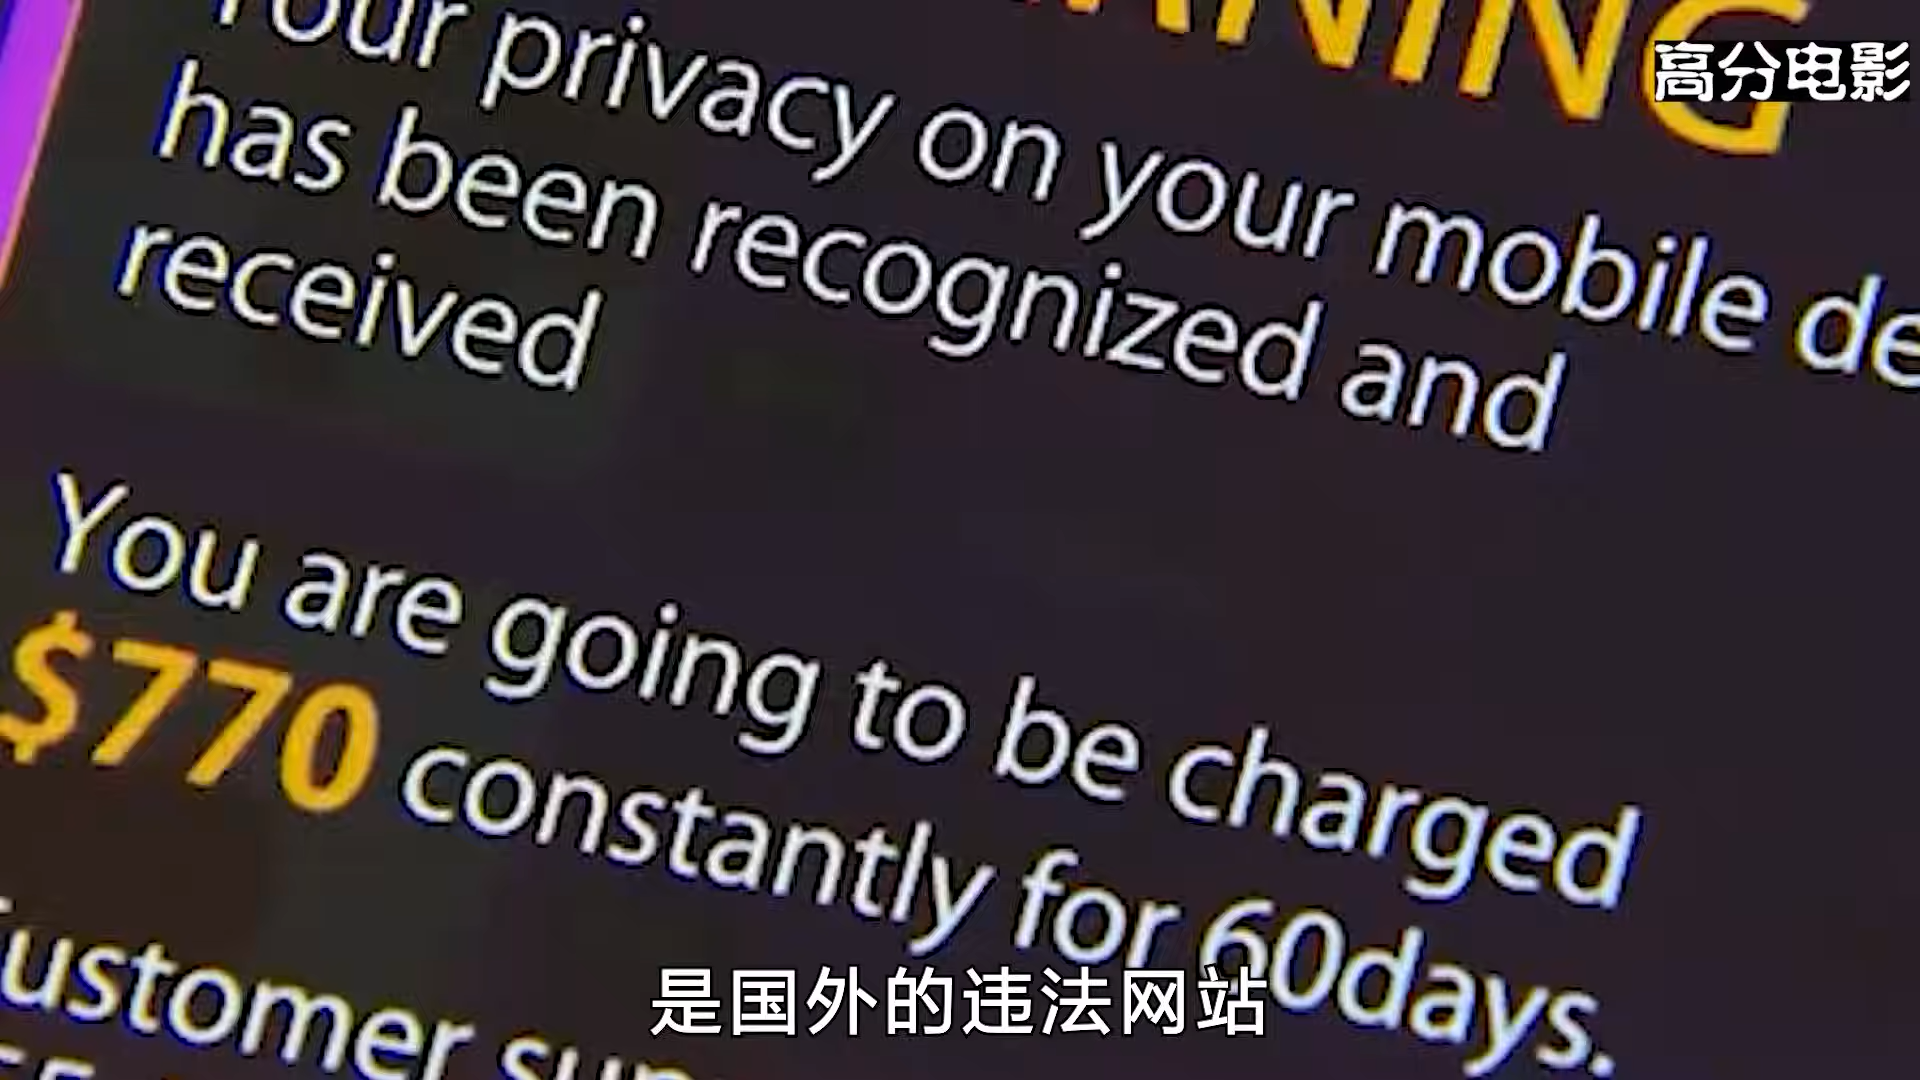 高分电影
Your privacy on your mobile
has been recognized and
received
You are going to be charged
$770 constantly for 60days.
是国外的违法网站